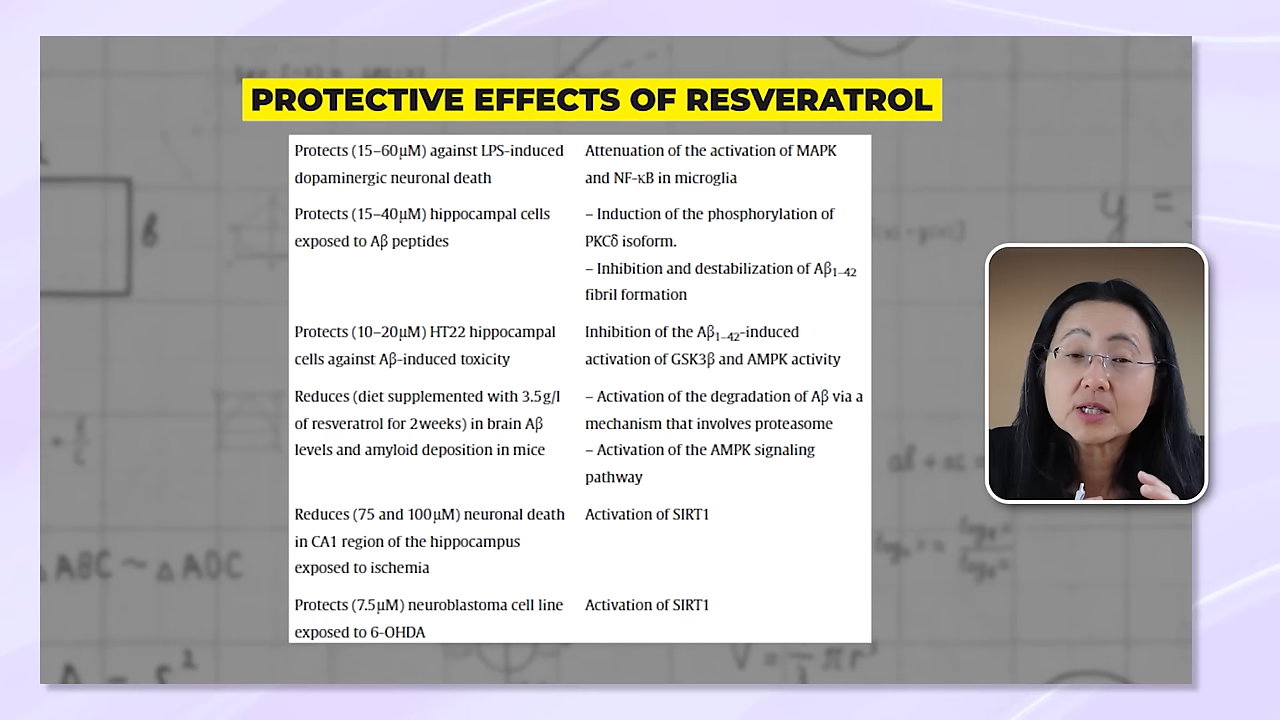 PROTECTIVE EFFECTS OF RESVERATROL
Protects (15–60µM) against LPS-induced
dopaminergic neuronal death
Attenuation of the activation of MAPK
and NF-κB in microglia
Protects (15–40µM) hippocampal cells
exposed to Aβ peptides
– Induction of the phosphorylation of
PKCδ isoform.
– Inhibition and destabilization of Aβ1–42
fibril formation
Protects (10–20µM) HT22 hippocampal
cells against Aβ-induced toxicity
Inhibition of the Aβ1–42-induced
activation of GSK3β and AMPK activity
Reduces (diet supplemented with 3.5g/l
of resveratrol for 2weeks) in brain Aβ
levels and amyloid deposition in mice
– Activation of the degradation of Aβ via a
mechanism that involves proteasome
– Activation of the AMPK signaling
pathway
Reduces (75 and 100µM) neuronal death
in CA1 region of the hippocampus
exposed to ischemia
Activation of SIRT1
Protects (7.5µM) neuroblastoma cell line
exposed to 6-OHDA
Activation of SIRT1
b
y =
ΔABC ~ ΔADC